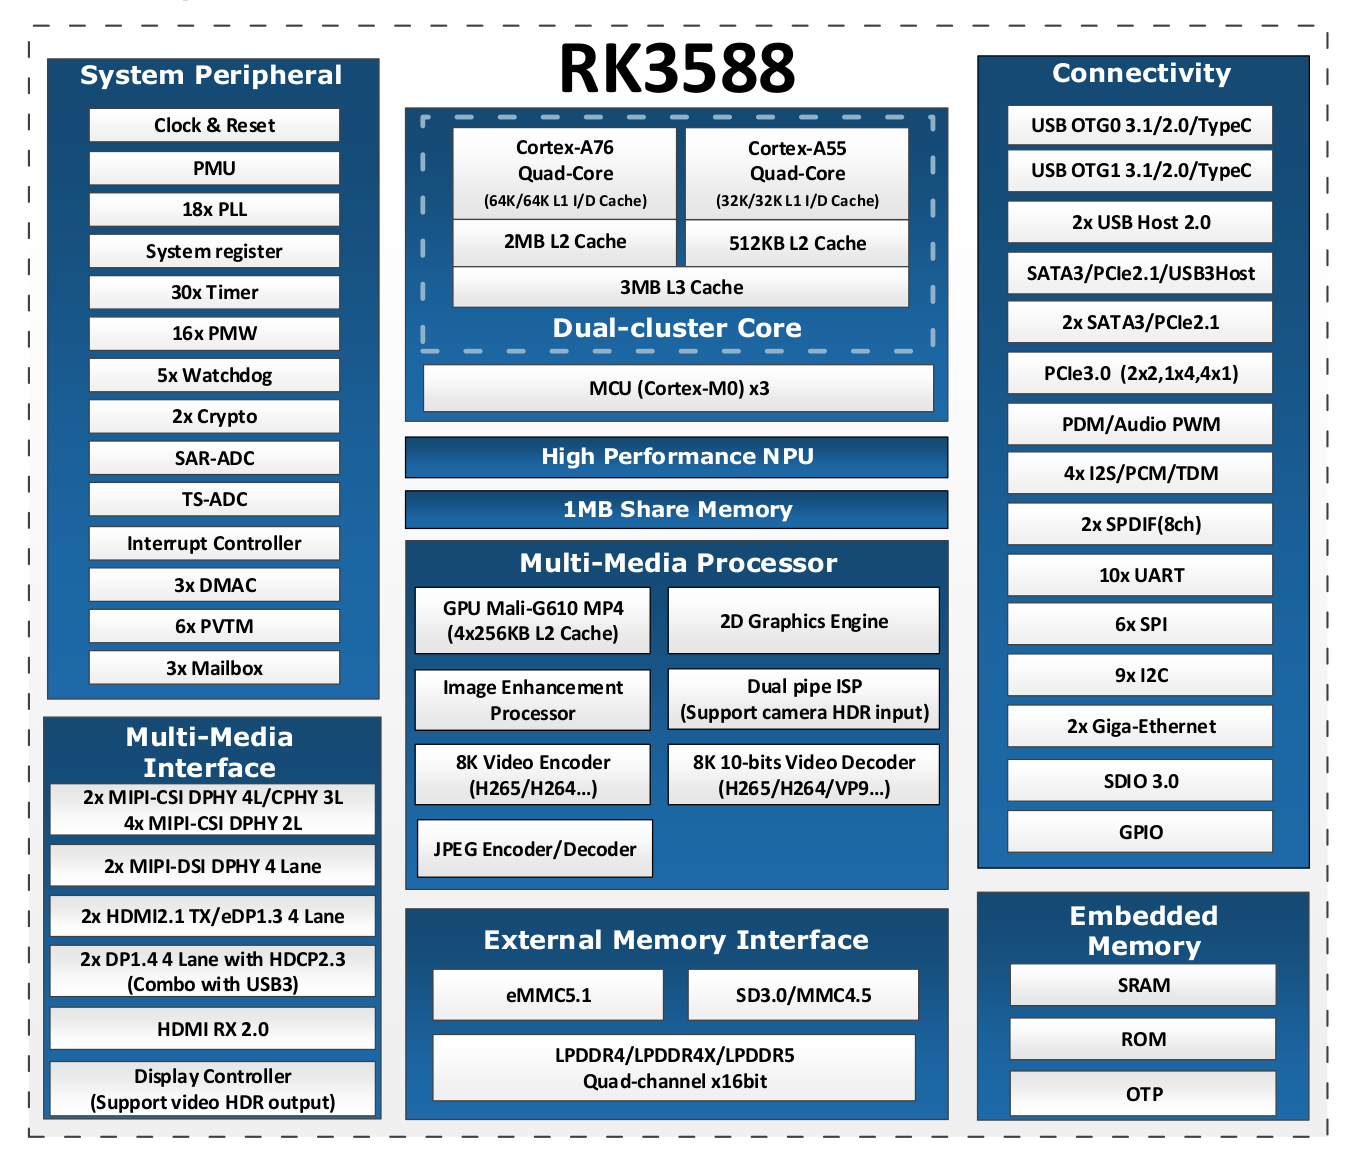 RK3588
System Peripheral
Clock & Reset
PMU
18x PLL
System register
30x Timer
16x PMW
5x Watchdog
2x Crypto
SAR-ADC
TS-ADC
Interrupt Controller
3x DMAC
6x PVTM
3x Mailbox
Multi-Media
Interface
2x MIPI-CSI DPHY 4L/CPHY 3L
4x MIPI-CSI DPHY 2L
2x MIPI-DSI DPHY 4 Lane
2x HDMI2.1 TX/eDP1.3 4 Lane
2x DP1.4 4 Lane with HDCP2.3
(Combo with USB3)
HDMI RX 2.0
Display Controller
(Support video HDR output)
Cortex-A76
Quad-Core
(64K/64K L1 I/D Cache)
2MB L2 Cache
Cortex-A55
Quad-Core
(32K/32K L1 I/D Cache)
512KB L2 Cache
3MB L3 Cache
Dual-cluster Core
MCU (Cortex-M0) x3
High Performance NPU
1MB Share Memory
Multi-Media Processor
GPU Mali-G610 MP4
(4x256KB L2 Cache)
2D Graphics Engine
Image Enhancement
Processor
Dual pipe ISP
(Support camera HDR input)
8K Video Encoder
(H265/H264...)
8K 10-bits Video Decoder
(H265/H264/VP9...)
JPEG Encoder/Decoder
External Memory Interface
eMMC5.1
SD3.0/MMC4.5
LPDDR4/LPDDR4X/LPDDR5
Quad-channel x16bit
Connectivity
USB OTG0 3.1/2.0/TypeC
USB OTG1 3.1/2.0/TypeC
2x USB Host 2.0
SATA3/PCIe2.1/USB3Host
2x SATA3/PCIe2.1
PCIe3.0 (2x2,1x4,4x1)
PDM/Audio PWM
4x I2S/PCM/TDM
2x SPDIF(8ch)
10x UART
6x SPI
9x I2C
2x Giga-Ethernet
SDIO 3.0
GPIO
Embedded
Memory
SRAM
ROM
OTP